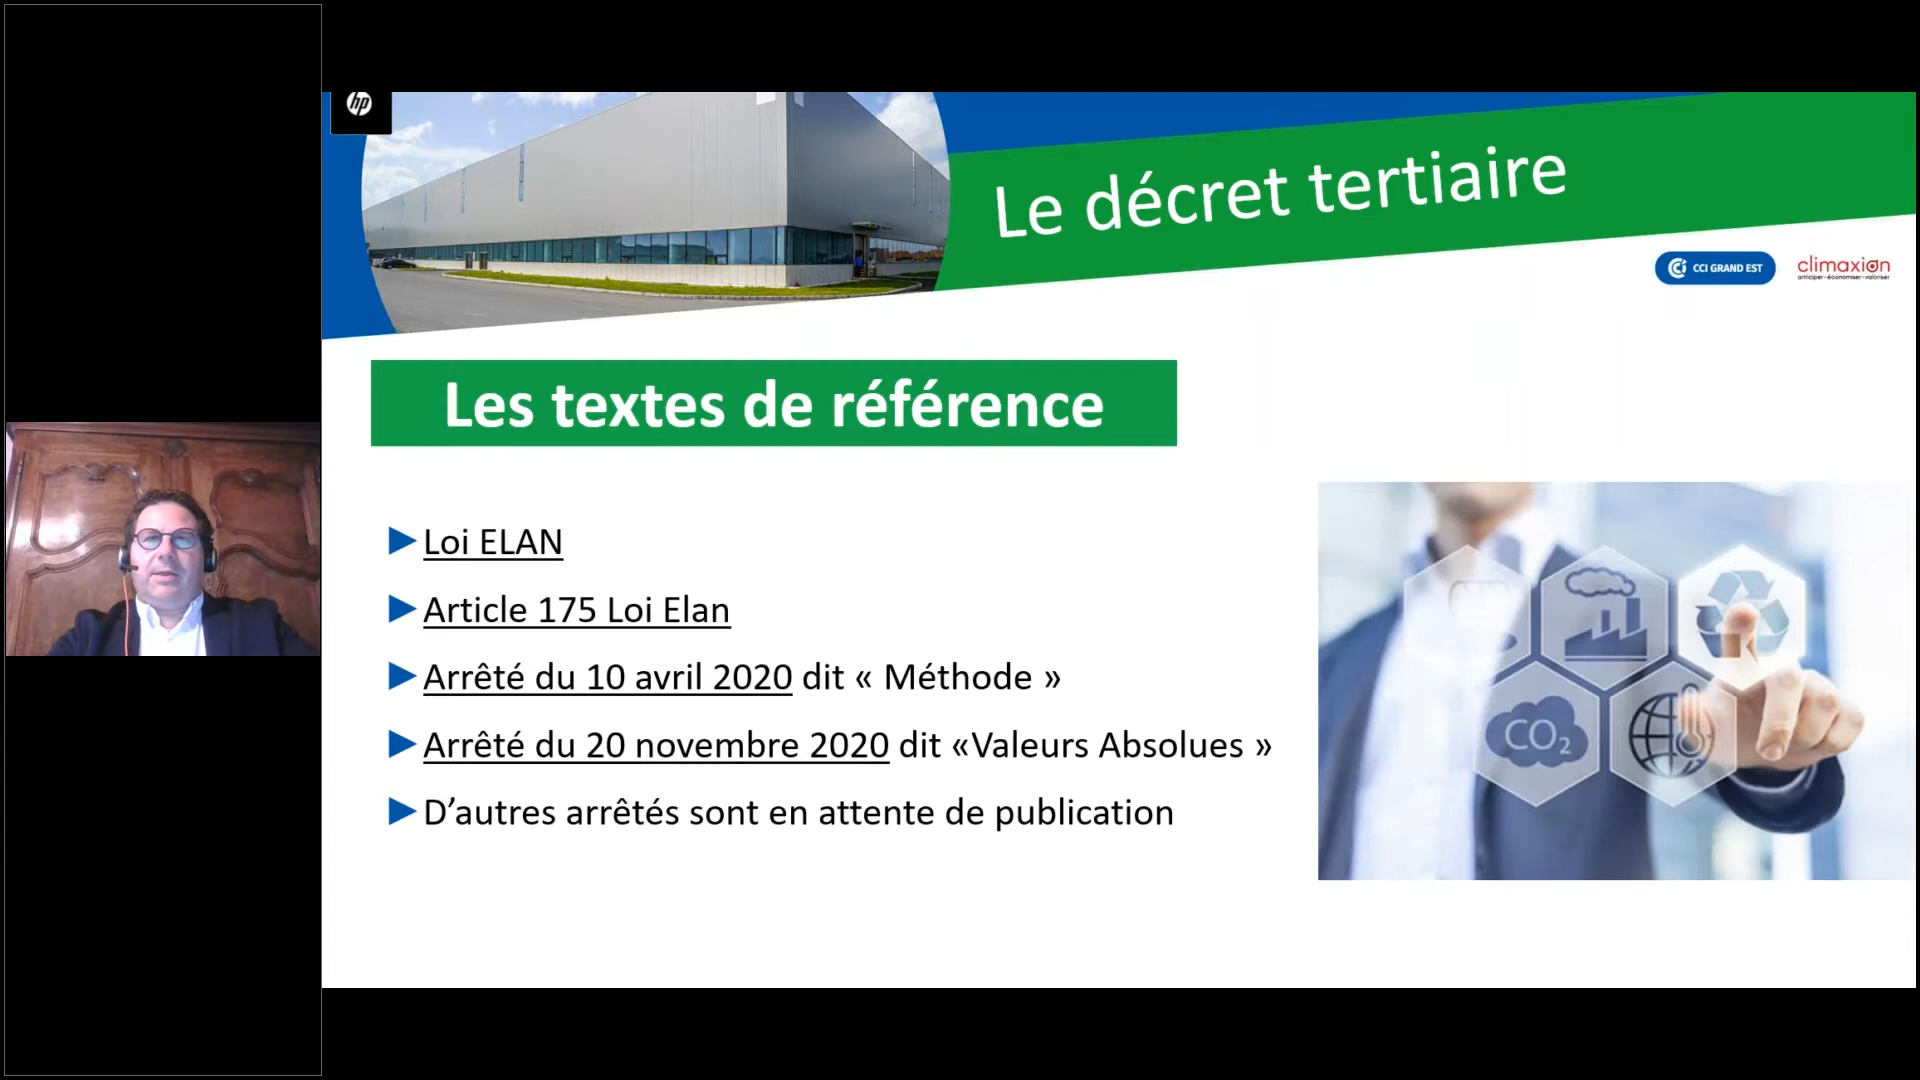 hp
Le décret tertiaire
CCI GRAND EST
climaxion
anticiper • économiser • valoriser
Les textes de référence
Loi ELAN
Article 175 Loi Elan
Arrêté du 10 avril 2020 dit « Méthode »
Arrêté du 20 novembre 2020 dit «Valeurs Absolues »
D’autres arrêtés sont en attente de publication
CO2